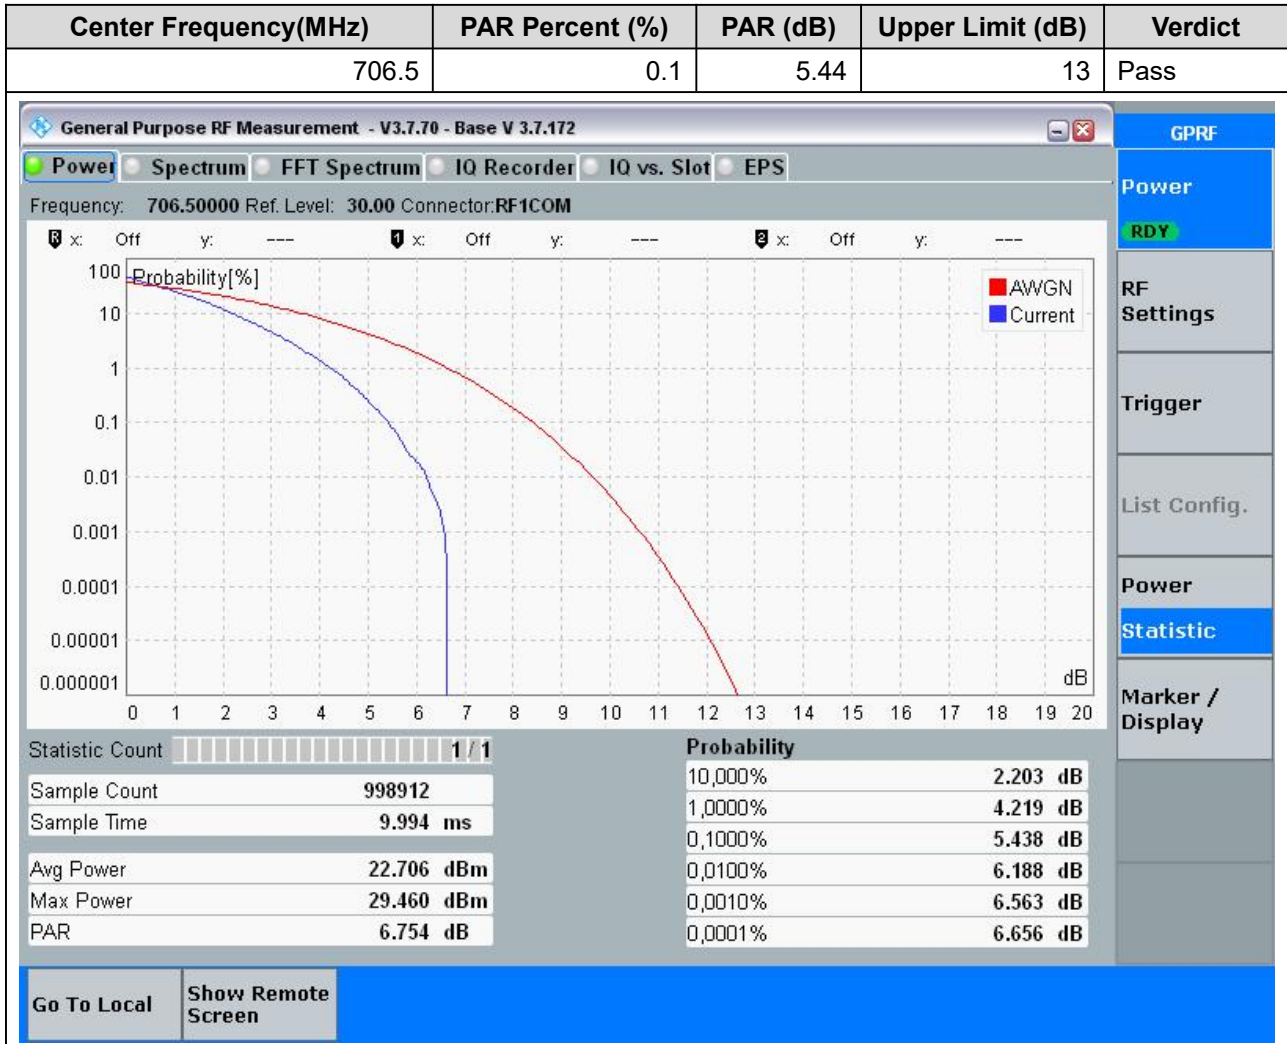 Center Frequency(MHz) PAR Percent (%) PAR (dB) Upper Limit (dB) Verdict
706.5 0.1 5.44 13 Pass
General Purpose RF Measurement - V3.7.70 - Base V 3.7.172
GPRF
Power Spectrum FFT Spectrum IQ Recorder IQ vs. Slot EPS
Frequency: 706.50000 Ref. Level: 30.00 Connector:RF1COM
R x: Off y: --- 1 x: Off y: --- 2 x: Off y: ---
Probability[%]
AWGN
Current
100
10
1
0.1
0.01
0.001
0.0001
0.00001
0.000001
dB
0 1 2 3 4 5 6 7 8 9 10 11 12 13 14 15 16 17 18 19 20
Statistic Count 1 / 1
Sample Count 998912
Sample Time 9.994 ms
Avg Power 22.706 dBm
Max Power 29.460 dBm
PAR 6.754 dB
Probability
10,000% 2.203 dB
1,0000% 4.219 dB
0,1000% 5.438 dB
0,0100% 6.188 dB
0,0010% 6.563 dB
0,0001% 6.656 dB
Power
RDY
RF
Settings
Trigger
List Config.
Power
Statistic
Marker /
Display
Go To Local
Show Remote
Screen